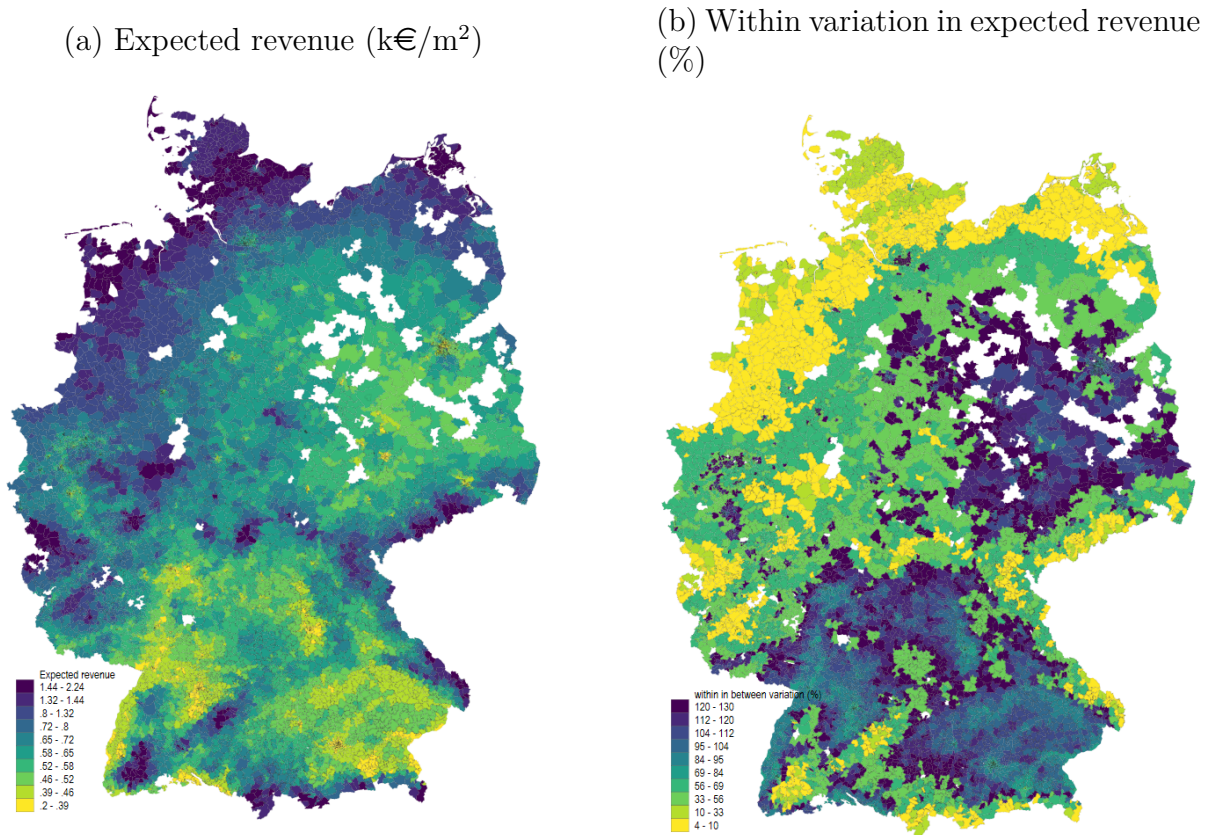 (a) Expected revenue (k€/m²)
(b) Within variation in expected revenue
(%)
Expected revenue
1.44 - 2.24
1.32 - 1.44
.8 - 1.32
.72 - .8
.65 - .72
.58 - .65
.52 - .58
.46 - .52
.39 - .46
.2 - .39
within in between variation (%)
120 - 130
112 - 120
104 - 112
95 - 104
84 - 95
69 - 84
56 - 69
33 - 56
10 - 33
4 - 10